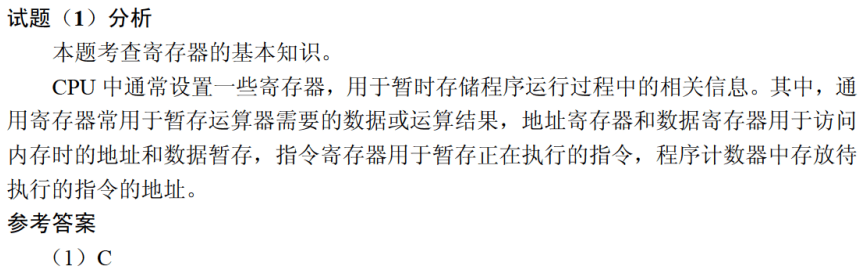 试题（1）分析
本题考查寄存器的基本知识。
CPU 中通常设置一些寄存器，用于暂时存储程序运行过程中的相关信息。其中，通
用寄存器常用于暂存运算器需要的数据或运算结果，地址寄存器和数据寄存器用于访问
内存时的地址和数据暂存，指令寄存器用于暂存正在执行的指令，程序计数器中存放待
执行的指令的地址。
参考答案
（1）C